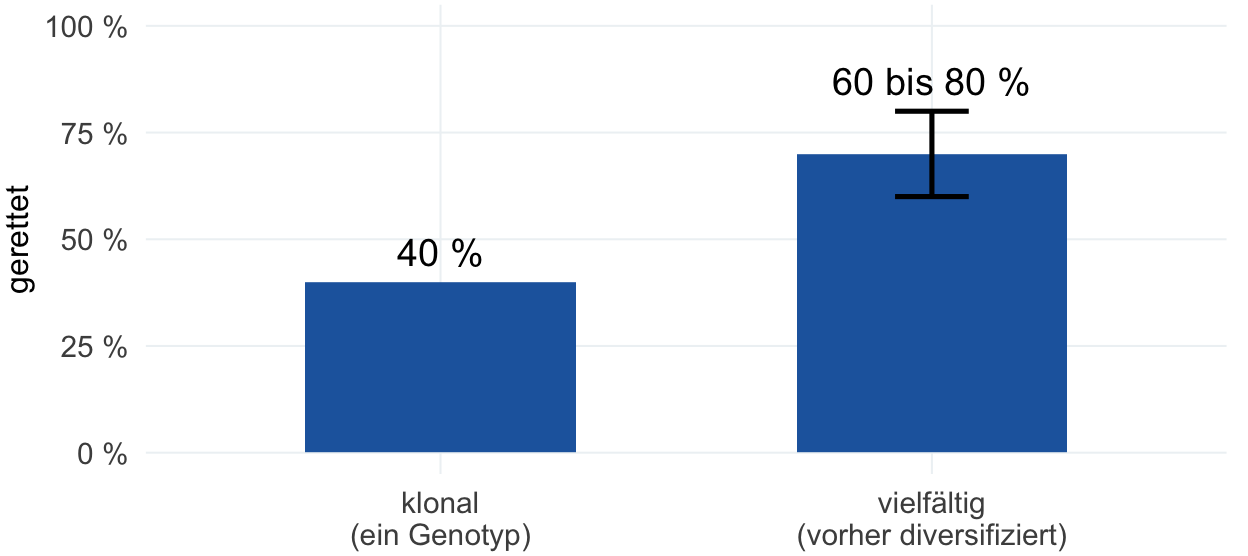 100 %
60 bis 80 %
75 %
gerettet
50 %
40 %
25 %
0 %
klonal
(ein Genotyp)
vielfältig
(vorher diversifiziert)